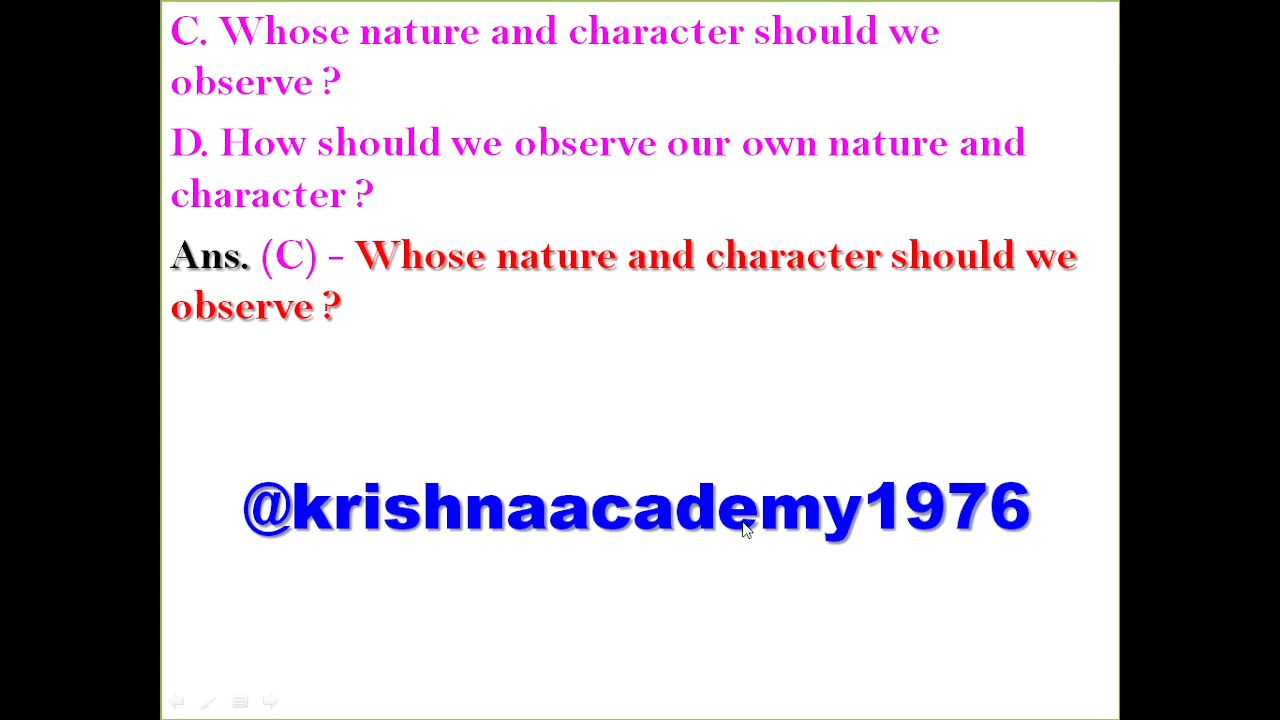 C. Whose nature and character should we
observe ?
D. How should we observe our own nature and
character ?
Ans. (C) - Whose nature and character should we
observe ?
@krishnaacademy1976